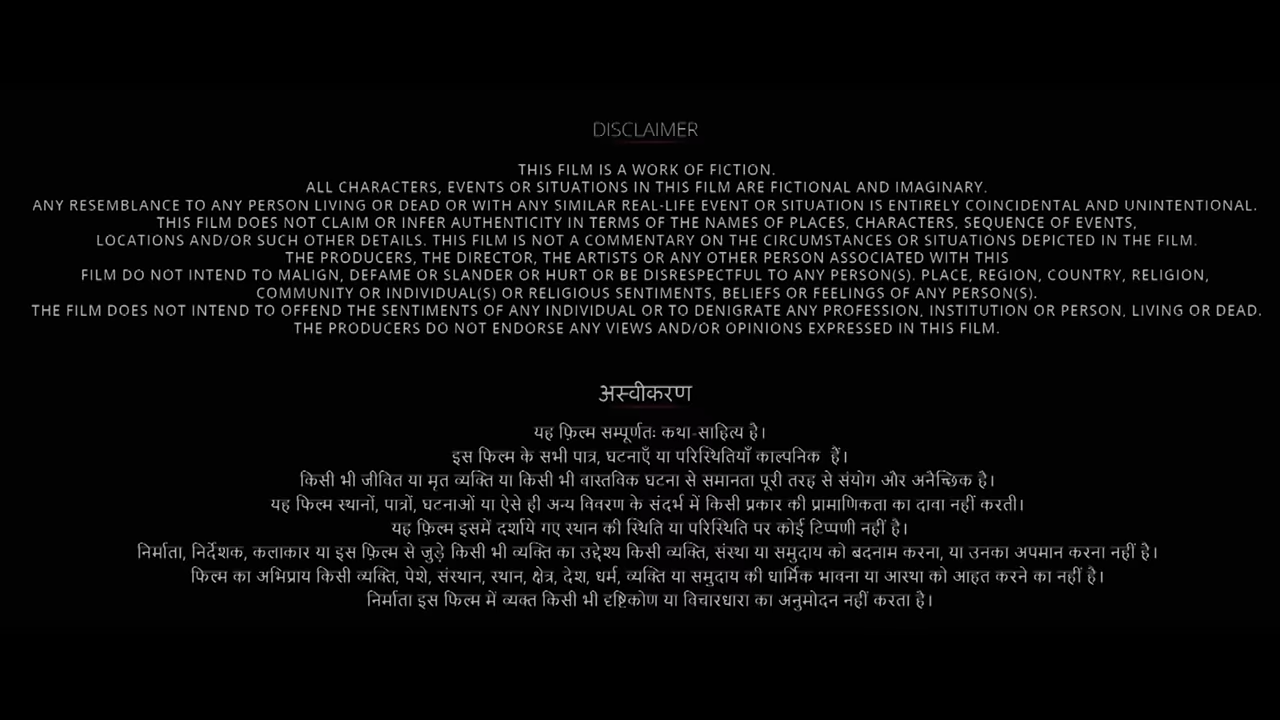 DISCLAIMER
THIS FILM IS A WORK OF FICTION.
ALL CHARACTERS, EVENTS OR SITUATIONS IN THIS FILM ARE FICTIONAL AND IMAGINARY.
ANY RESEMBLANCE TO ANY PERSON LIVING OR DEAD OR WITH ANY SIMILAR REAL-LIFE EVENT OR SITUATION IS ENTIRELY COINCIDENTAL AND UNINTENTIONAL.
THIS FILM DOES NOT CLAIM OR INFER AUTHENTICITY IN TERMS OF THE NAMES OF PLACES, CHARACTERS, SEQUENCE OF EVENTS,
LOCATIONS AND/OR SUCH OTHER DETAILS. THIS FILM IS NOT A COMMENTARY ON THE CIRCUMSTANCES OR SITUATIONS DEPICTED IN THE FILM.
THE PRODUCERS, THE DIRECTOR, THE ARTISTS OR ANY OTHER PERSON ASSOCIATED WITH THIS
FILM DO NOT INTEND TO MALIGN, DEFAME OR SLANDER OR HURT OR BE DISRESPECTFUL TO ANY PERSON(S). PLACE, REGION, COUNTRY, RELIGION,
COMMUNITY OR INDIVIDUAL(S) OR RELIGIOUS SENTIMENTS, BELIEFS OR FEELINGS OF ANY PERSON(S).
THE FILM DOES NOT INTEND TO OFFEND THE SENTIMENTS OF ANY INDIVIDUAL OR TO DENIGRATE ANY PROFESSION, INSTITUTION OR PERSON, LIVING OR DEAD.
THE PRODUCERS DO NOT ENDORSE ANY VIEWS AND/OR OPINIONS EXPRESSED IN THIS FILM.
अस्वीकरण
यह फ़िल्म सम्पूर्णतः कथा-साहित्य है।
इस फिल्म के सभी पात्र, घटनाएँ या परिस्थितियाँ काल्पनिक हैं।
किसी भी जीवित या मृत व्यक्ति या किसी भी वास्तविक घटना से समानता पूरी तरह से संयोग और अनैच्छिक है।
यह फिल्म स्थानों, पात्रों, घटनाओं या ऐसे ही अन्य विवरण के संदर्भ में किसी प्रकार की प्रामाणिकता का दावा नहीं करती।
यह फ़िल्म इसमें दर्शाये गए स्थान की स्थिति या परिस्थिति पर कोई टिप्पणी नहीं है।
निर्माता, निर्देशक, कलाकार या इस फ़िल्म से जुड़े किसी भी व्यक्ति का उद्देश्य किसी व्यक्ति, संस्था या समुदाय को बदनाम करना, या उनका अपमान करना नहीं है।
फिल्म का अभिप्राय किसी व्यक्ति, पेशे, संस्थान, स्थान, क्षेत्र, देश, धर्म, व्यक्ति या समुदाय की धार्मिक भावना या आस्था को आहत करने का नहीं है।
निर्माता इस फिल्म में व्यक्त किसी भी दृष्टिकोण या विचारधारा का अनुमोदन नहीं करता है।